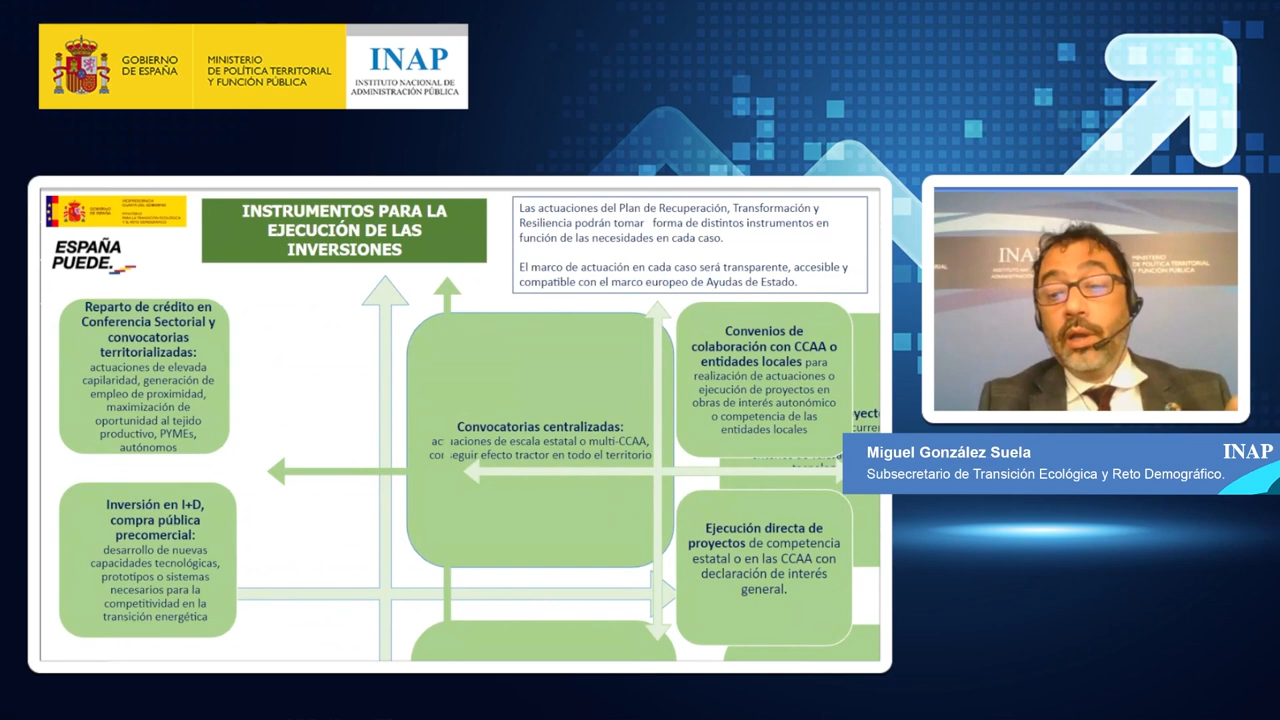 GOBIERNO
DE ESPAÑA
MINISTERIO
DE POLÍTICA TERRITORIAL
Y FUNCIÓN PÚBLICA
INAP
INSTITUTO NACIONAL DE
ADMINISTRACIÓN PÚBLICA
ESPAÑA
PUEDE.
INSTRUMENTOS PARA LA
EJECUCIÓN DE LAS
INVERSIONES
Las actuaciones del Plan de Recuperación, Transformación y
Resiliencia podrán tomar forma de distintos instrumentos en
función de las necesidades en cada caso.
El marco de actuación en cada caso será transparente, accesible y
compatible con el marco europeo de Ayudas de Estado.
Reparto de crédito en
Conferencia Sectorial y
convocatorias
territorializadas:
actuaciones de elevada
capilaridad, generación de
empleo de proximidad,
maximización de
oportunidad al tejido
productivo, PYMEs,
autónomos
Inversión en I+D,
compra pública
precomercial:
desarrollo de nuevas
capacidades tecnológicas,
prototipos o sistemas
necesarios para la
competitividad en la
transición energética
Convocatorias centralizadas:
de escala estatal o multi-CCAA,
efecto tractor en todo el territorio
Convenios de
colaboración con CCAA o
entidades locales para
realización de actuaciones o
ejecución de proyectos en
obras de interés autonómico
o competencia de las
entidades locales
Ejecución directa de
proyectos de competencia
estatal o en las CCAA con
declaración de interés
general.
INA
MINISTERIO
DE POLÍTICA TERRITORIAL
Y FUNCIÓN PÚBLICA
Miguel González Suela
Subsecretario de Transición Ecológica y Reto Demográfico.
INAP